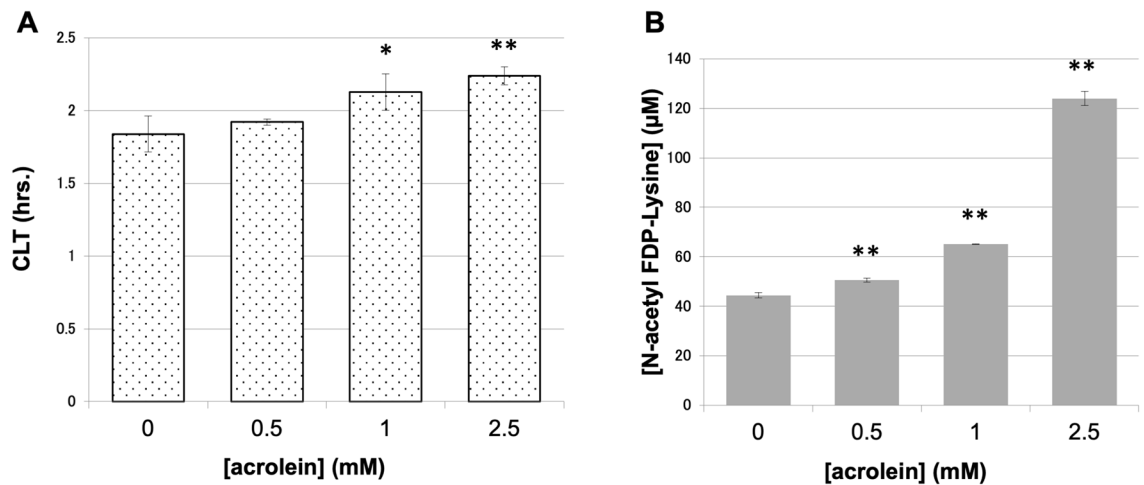 A
CLT (hrs.)
2.5
2
1.5
1
0.5
0
* **
0 0.5 1 2.5
[acrolein] (mM)
B
[N-acetyl FDP-Lysine] (µM)
140
120
100
80
60
40
20
0
** ** **
0 0.5 1 2.5
[acrolein] (mM)